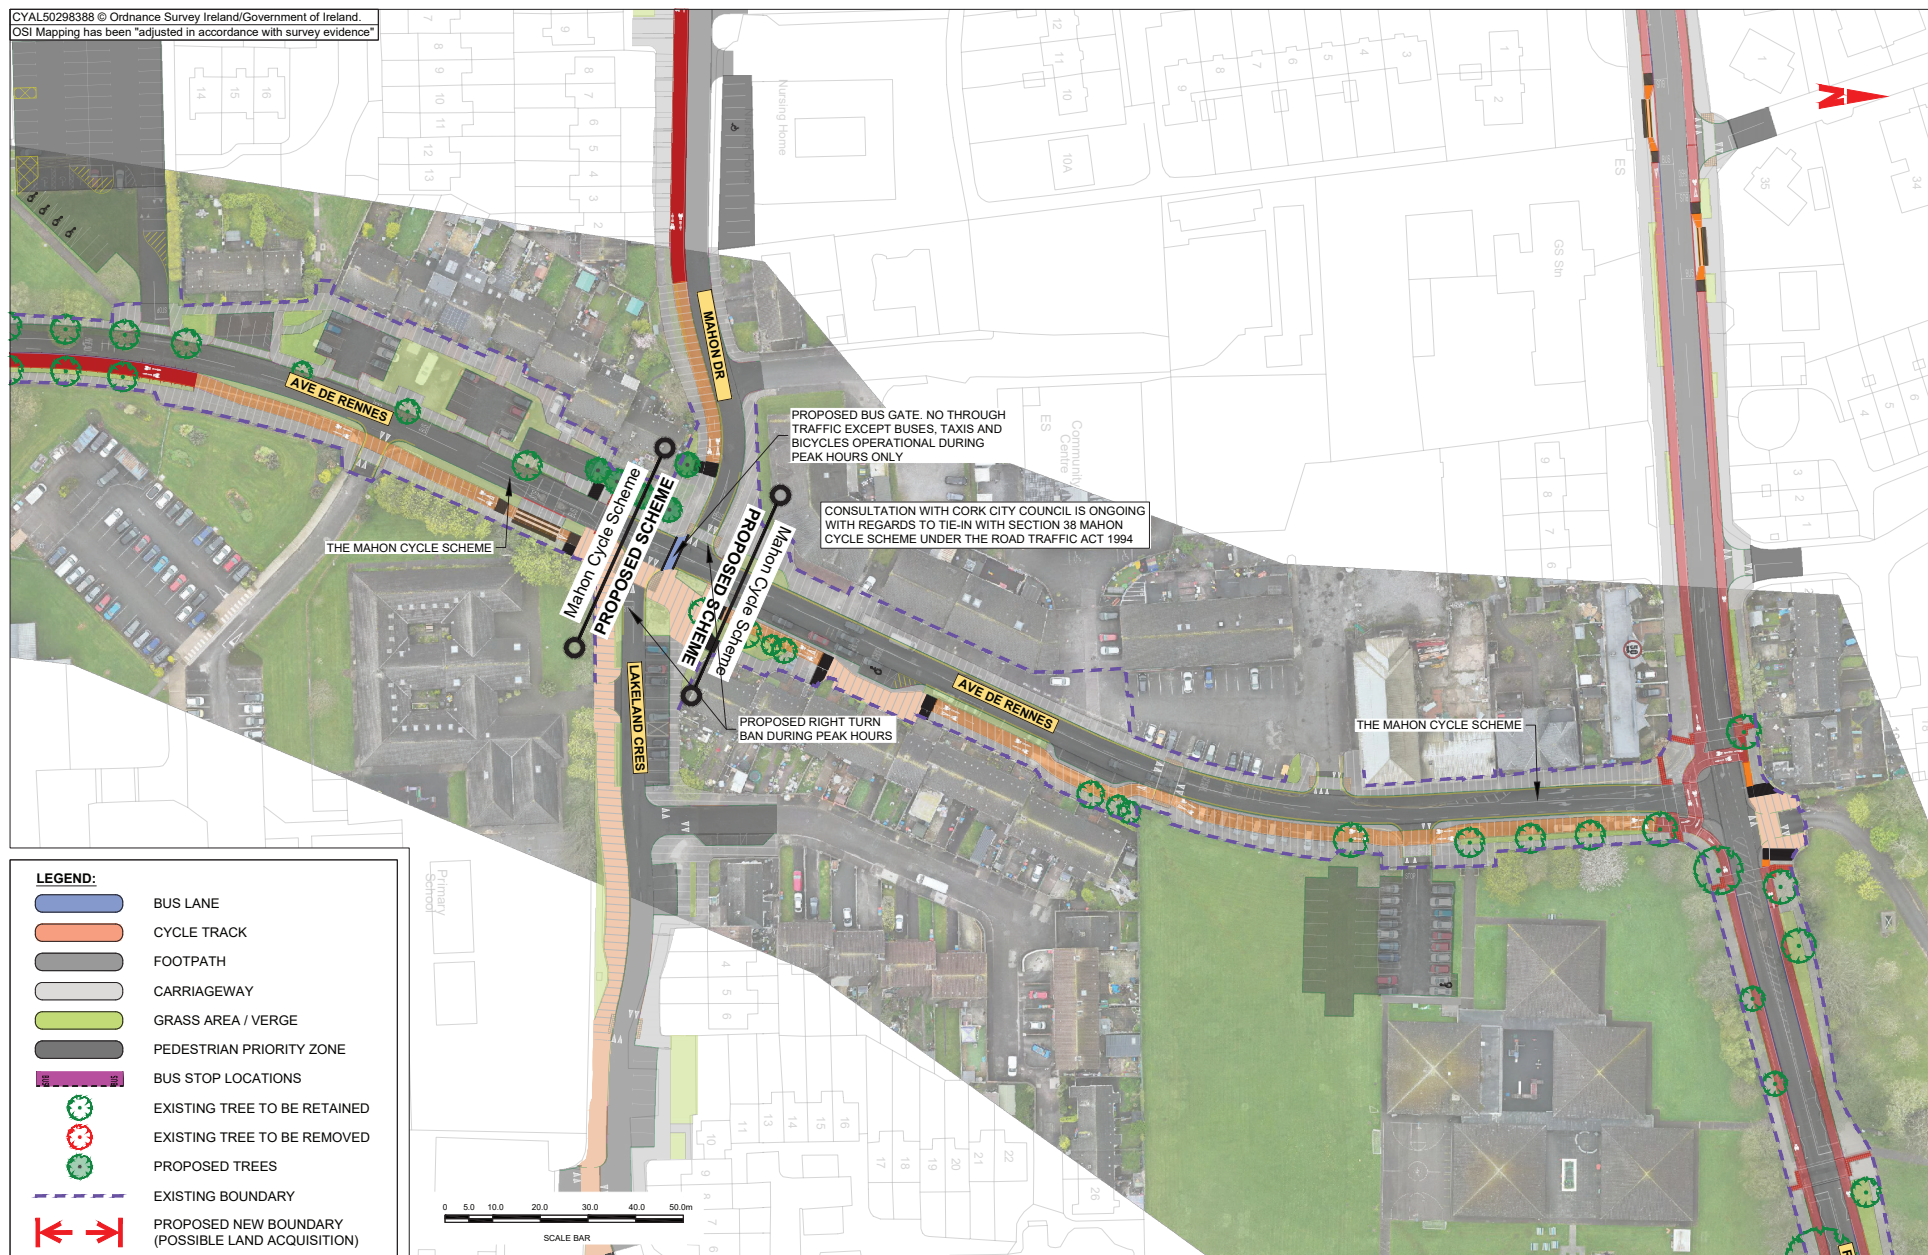 CYAL50298388 © Ordnance Survey Ireland/Government of Ireland.
OSI Mapping has been "adjusted in accordance with survey evidence"
N
Nursing Home
10A
ES
GS Stn
ES
Community
Centre
MAHON DR
AVE DE RENNES
PROPOSED BUS GATE. NO THROUGH
TRAFFIC EXCEPT BUSES, TAXIS AND
BICYCLES OPERATIONAL DURING
PEAK HOURS ONLY
CONSULTATION WITH CORK CITY COUNCIL IS ONGOING
WITH REGARDS TO TIE-IN WITH SECTION 38 MAHON
CYCLE SCHEME UNDER THE ROAD TRAFFIC ACT 1994
THE MAHON CYCLE SCHEME
Mahon Cycle Scheme
PROPOSED SCHEME
PROPOSED SCHEME
Mahon Cycle Scheme
LAKELAND CRES
PROPOSED RIGHT TURN
BAN DURING PEAK HOURS
AVE DE RENNES
THE MAHON CYCLE SCHEME
Primary
School
LEGEND:
BUS LANE
CYCLE TRACK
FOOTPATH
CARRIAGEWAY
GRASS AREA / VERGE
PEDESTRIAN PRIORITY ZONE
BUS STOP LOCATIONS
EXISTING TREE TO BE RETAINED
EXISTING TREE TO BE REMOVED
PROPOSED TREES
EXISTING BOUNDARY
PROPOSED NEW BOUNDARY
(POSSIBLE LAND ACQUISITION)
0 5.0 10.0 20.0 30.0 40.0 50.0m
SCALE BAR